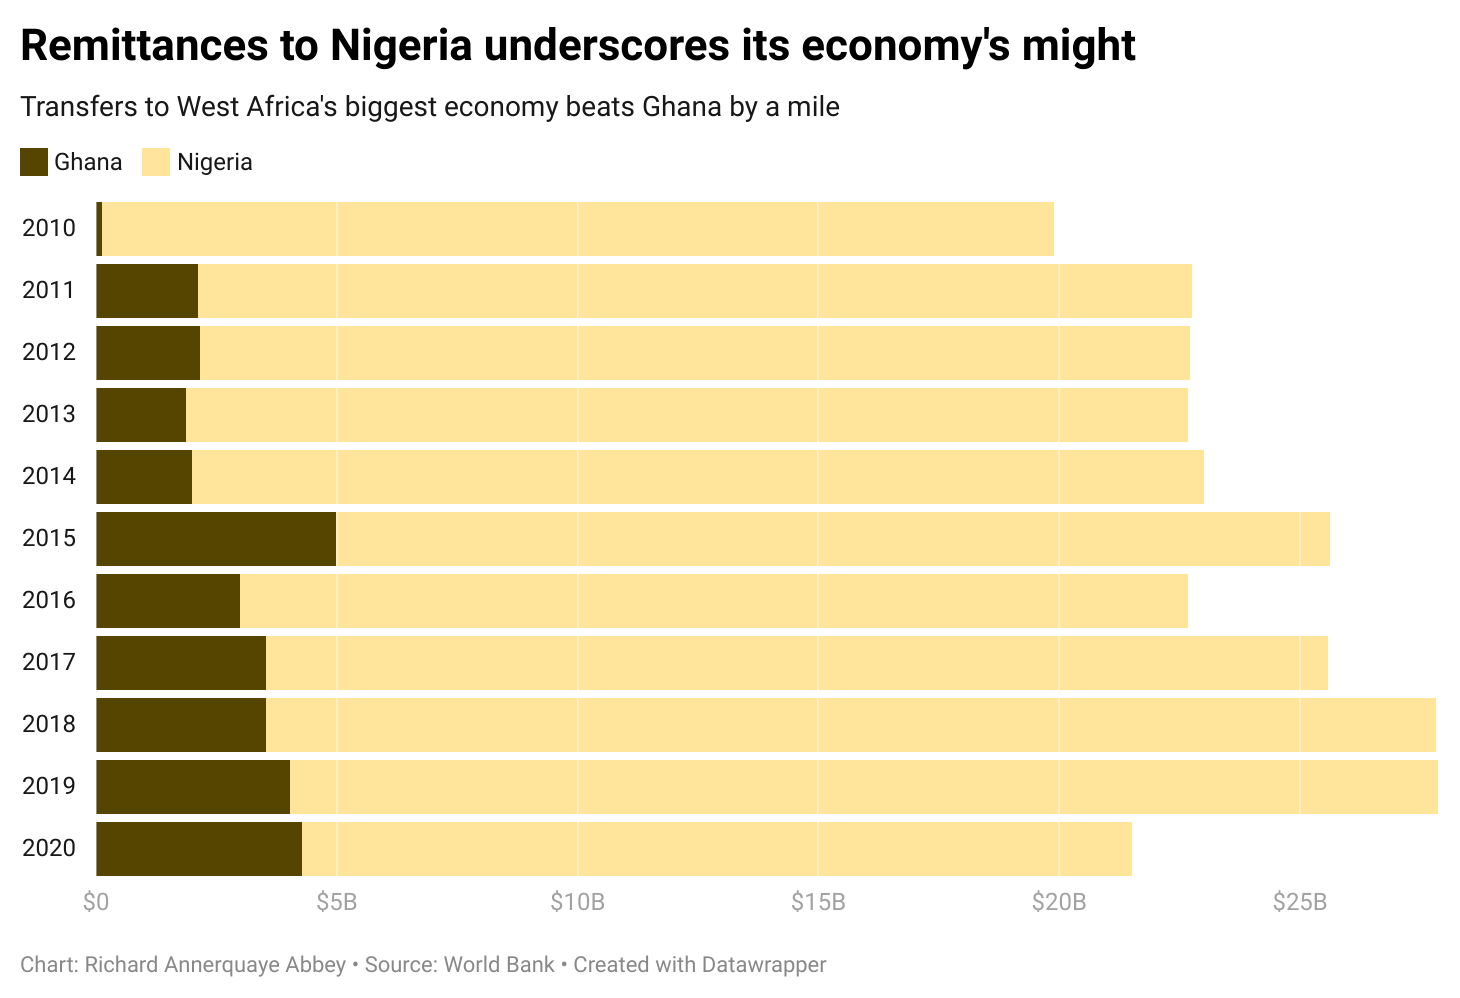 Remittances to Nigeria underscores its economy's might
Transfers to West Africa's biggest economy beats Ghana by a mile
Ghana Nigeria
2010
2011
2012
2013
2014
2015
2016
2017
2018
2019
2020
$0 $5B $10B $15B $20B $25B
Chart: Richard Annerquaye Abbey • Source: World Bank • Created with Datawrapper